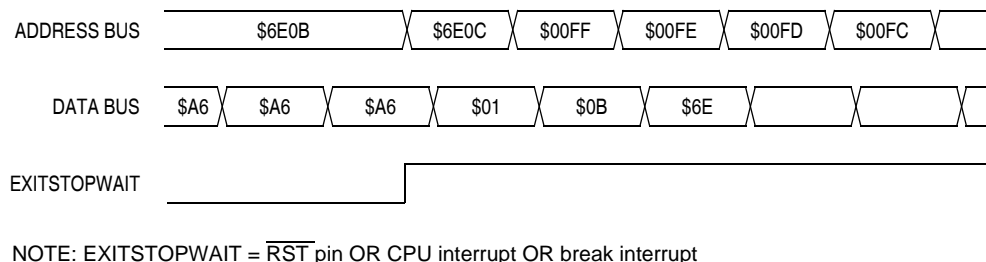 ADDRESS BUS $6E0B $6E0C $00FF $00FE $00FD $00FC
DATA BUS $A6 $A6 $A6 $01 $0B $6E
EXITSTOPWAIT
NOTE: EXITSTOPWAIT = RST pin OR CPU interrupt OR break interrupt